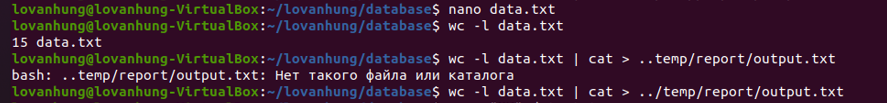 lovanhung@lovanhung-VirtualBox:~/lovanhung/database$ nano data.txt
lovanhung@lovanhung-VirtualBox:~/lovanhung/database$ wc -l data.txt
15 data.txt
lovanhung@lovanhung-VirtualBox:~/lovanhung/database$ wc -l data.txt | cat > ..temp/report/output.txt
bash: ..temp/report/output.txt: Нет такого файла или каталога
lovanhung@lovanhung-VirtualBox:~/lovanhung/database$ wc -l data.txt | cat > ../temp/report/output.txt